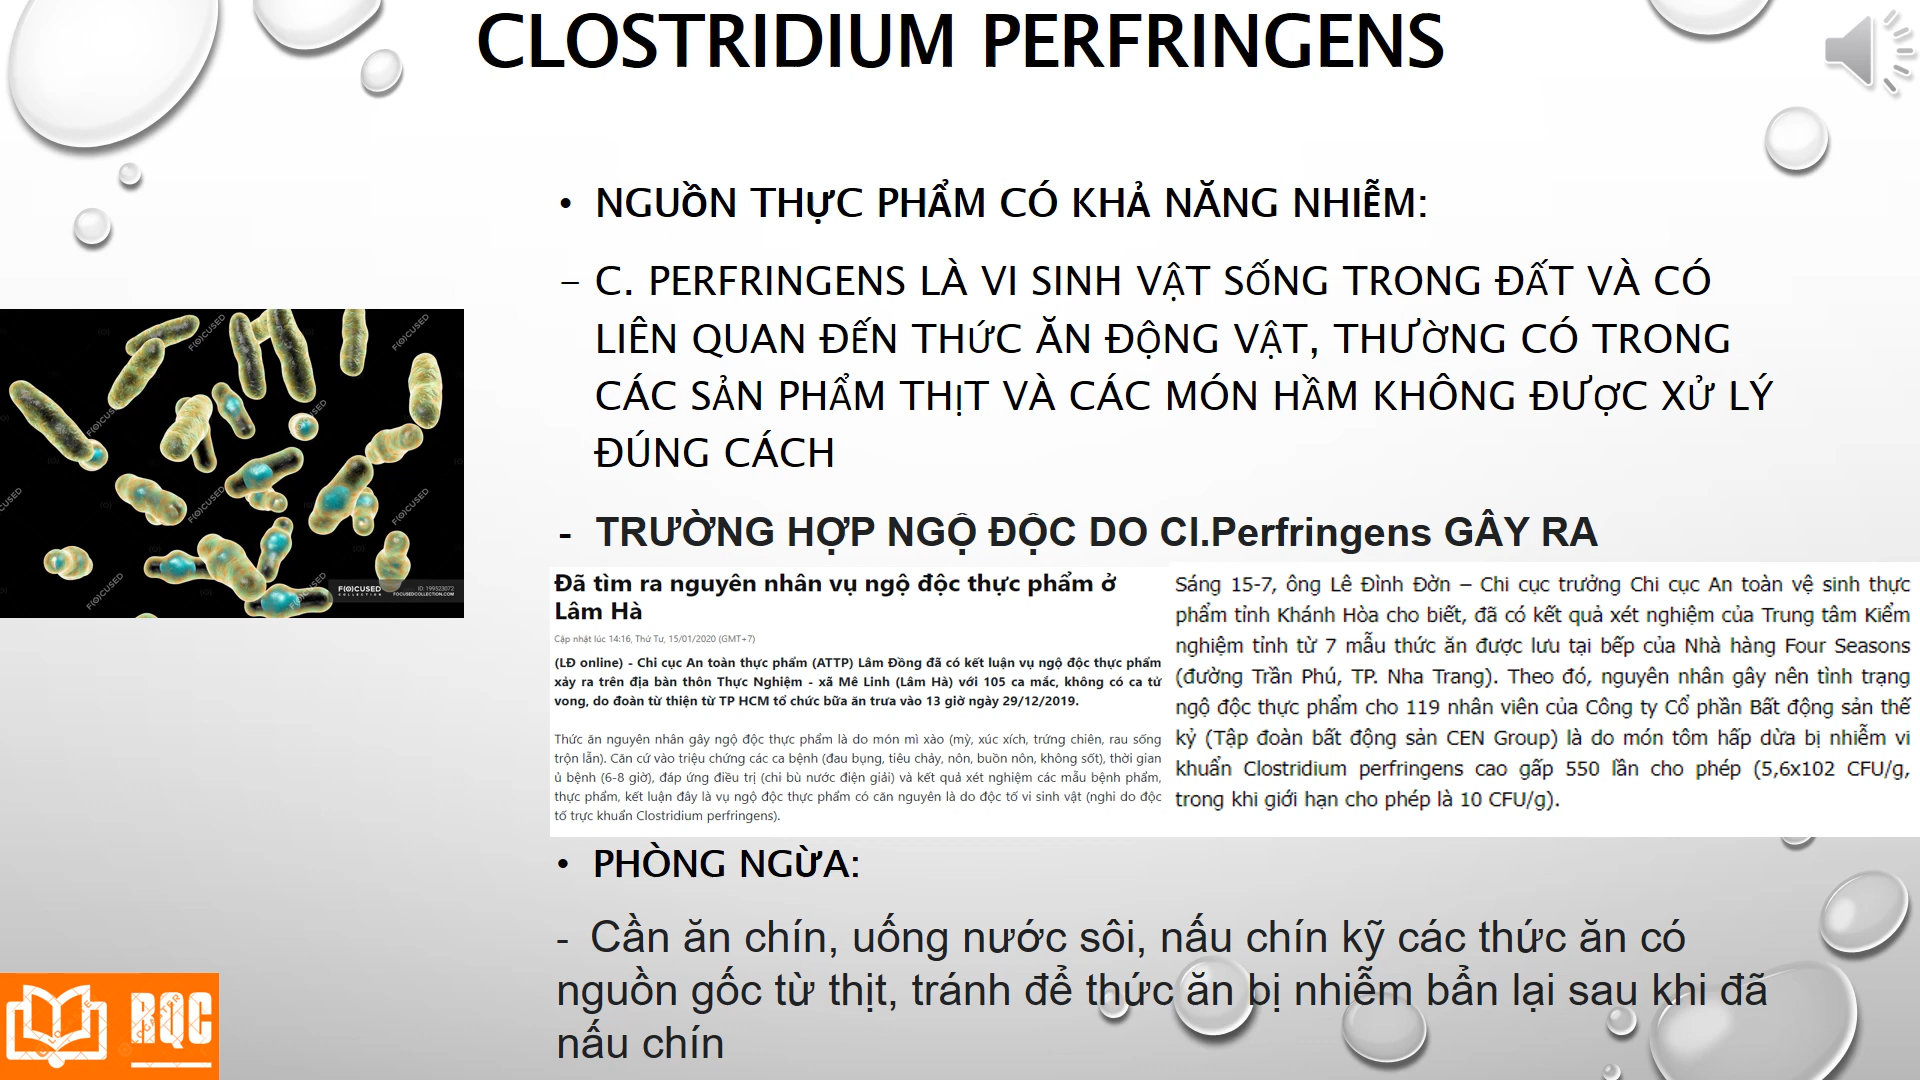 CLOSTRIDIUM PERFRINGENS
• NGUỒN THỰC PHẨM CÓ KHẢ NĂNG NHIỄM:
– C. PERFRINGENS LÀ VI SINH VẬT SỐNG TRONG ĐẤT VÀ CÓ
LIÊN QUAN ĐẾN THỨC ĂN ĐỘNG VẬT, THƯỜNG CÓ TRONG
CÁC SẢN PHẨM THỊT VÀ CÁC MÓN HẦM KHÔNG ĐƯỢC XỬ LÝ
ĐÚNG CÁCH
- TRƯỜNG HỢP NGỘ ĐỘC DO Cl.Perfringens GÂY RA
Đã tìm ra nguyên nhân vụ ngộ độc thực phẩm ở
Lâm Hà
Cập nhật lúc 14:16, Thứ Tư, 15/01/2020 (GMT+7)
(LĐ online) - Chi cục An toàn thực phẩm (ATTP) Lâm Đồng đã có kết luận vụ ngộ độc thực phẩm
xảy ra trên địa bàn thôn Thực Nghiệm - xã Mê Linh (Lâm Hà) với 105 ca mắc, không có ca tử
vong, do đoàn từ thiện từ TP HCM tổ chức bữa ăn trưa vào 13 giờ ngày 29/12/2019.
Thức ăn nguyên nhân gây ngộ độc thực phẩm là do món mì xào (mỳ, xúc xích, trứng chiên, rau sống
trộn lẫn). Căn cứ vào triệu chứng các ca bệnh (đau bụng, tiêu chảy, nôn, buồn nôn, không sốt), thời gian
ủ bệnh (6-8 giờ), đáp ứng điều trị (chỉ bù nước điện giải) và kết quả xét nghiệm các mẫu bệnh phẩm,
thực phẩm, kết luận đây là vụ ngộ độc thực phẩm có căn nguyên là do độc tố vi sinh vật (nghi do độc
tố trực khuẩn Clostridium perfringens).
Sáng 15-7, ông Lê Đình Đờn – Chi cục trưởng Chi cục An toàn vệ sinh thực
phẩm tỉnh Khánh Hòa cho biết, đã có kết quả xét nghiệm của Trung tâm Kiểm
nghiệm tỉnh từ 7 mẫu thức ăn được lưu tại bếp của Nhà hàng Four Seasons
(đường Trần Phú, TP. Nha Trang). Theo đó, nguyên nhân gây nên tình trạng
ngộ độc thực phẩm cho 119 nhân viên của Công ty Cổ phần Bất động sản thế
kỷ (Tập đoàn bất động sản CEN Group) là do món tôm hấp dừa bị nhiễm vi
khuẩn Clostridium perfringens cao gấp 550 lần cho phép (5,6x102 CFU/g,
trong khi giới hạn cho phép là 10 CFU/g).
• PHÒNG NGỪA:
- Cần ăn chín, uống nước sôi, nấu chín kỹ các thức ăn có
nguồn gốc từ thịt, tránh để thức ăn bị nhiễm bẩn lại sau khi đã
nấu chín
RQC